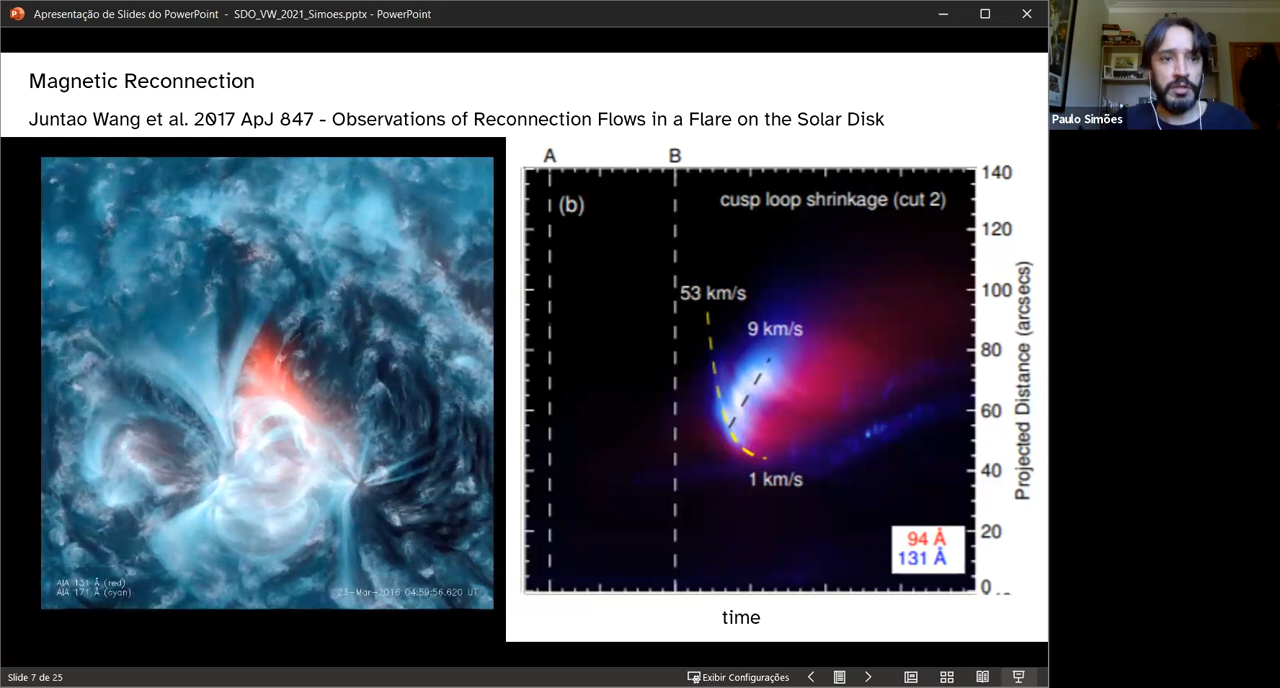 Apresentação de Slides do PowerPoint - SDO_VW_2021_Simoes.pptx - PowerPoint
Magnetic Reconnection
Juntao Wang et al. 2017 ApJ 847 - Observations of Reconnection Flows in a Flare on the Solar Disk
Paulo Simões
A
B
(b)
cusp loop shrinkage (cut 2)
53 km/s
9 km/s
1 km/s
94 Å
131 Å
140
120
100
80
60
40
20
0
Projected Distance (arcsecs)
time
AIA 131 Å (red)
AIA 171 Å (cyan)
23-Mar-2016 04:59:56.620 UT
Slide 7 de 25
Exibir Configurações